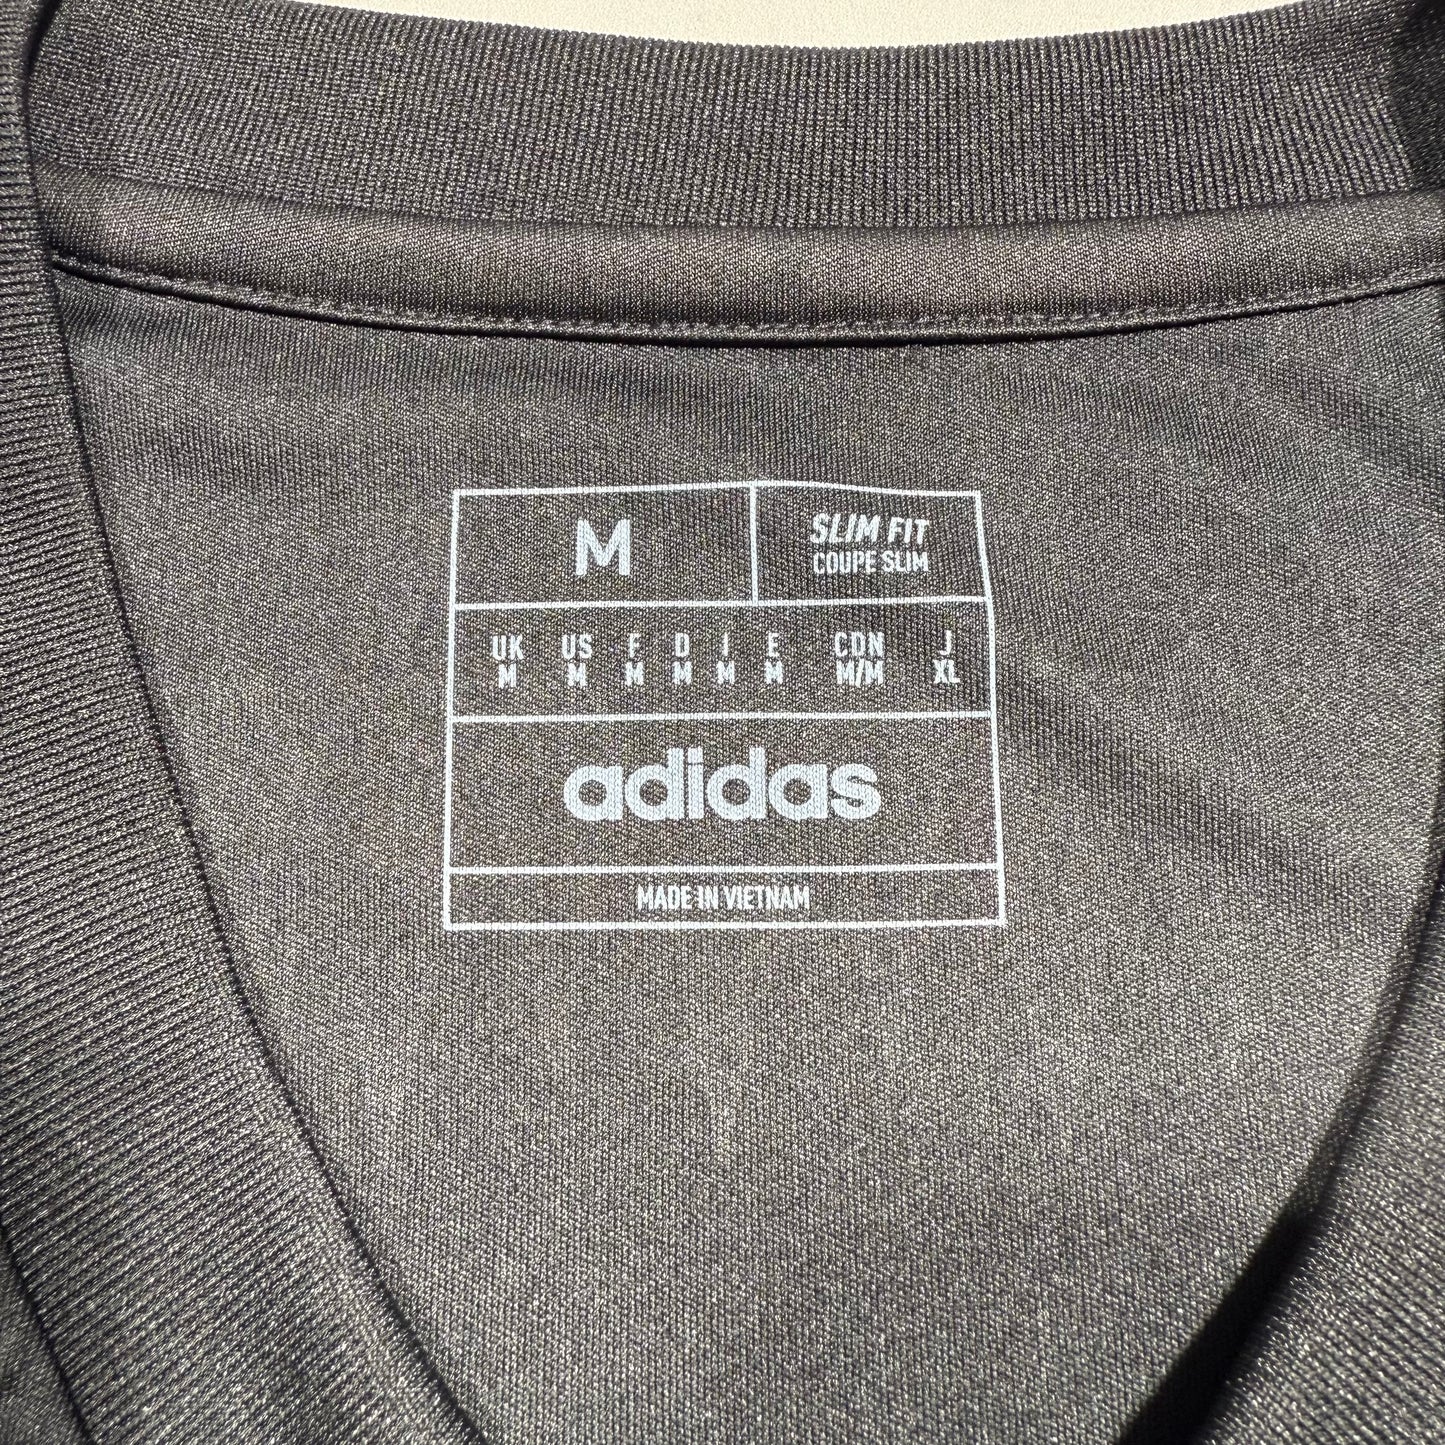 M
SLIM FIT
COUPE SLIM
UK US F D I E CDN J
M M M M M M M/M XL
adidas
MADE IN VIETNAM